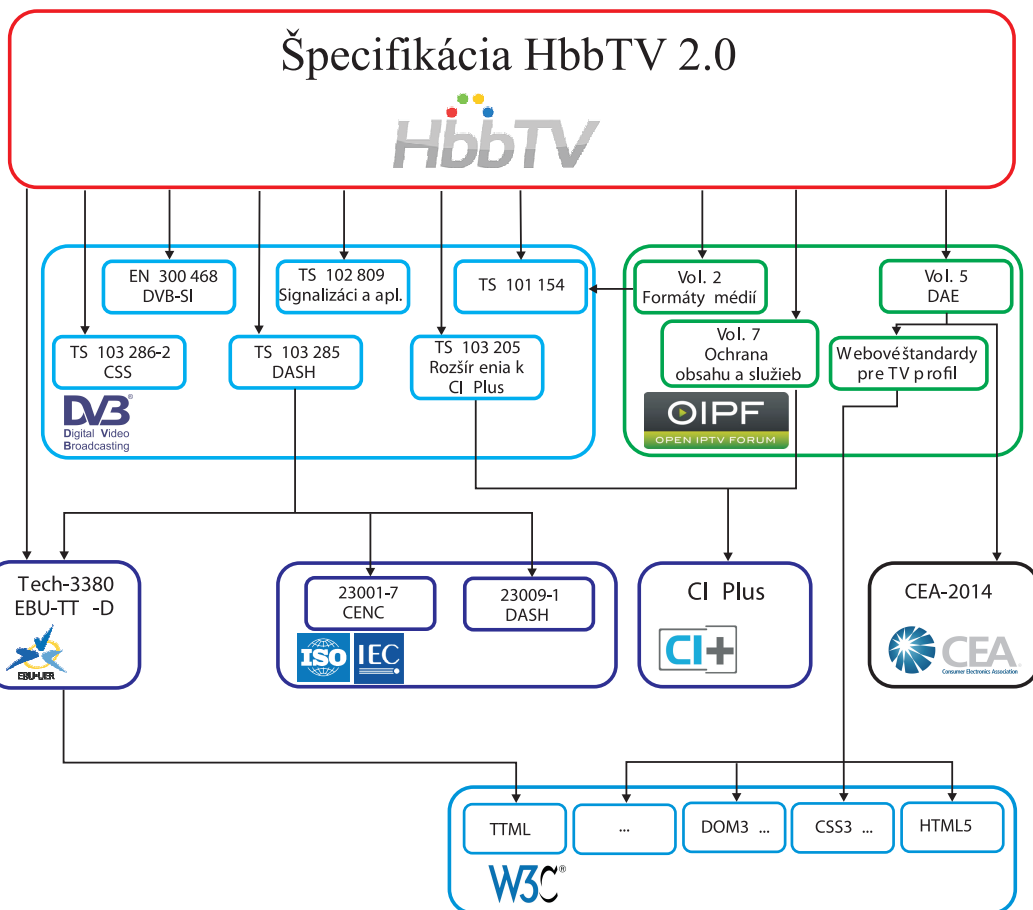 Špecifikácia HbbTV 2.0
HbbTV
EN 300 468
DVB-SI
TS 102 809
Signalizáci a apl.
TS 101 154
Vol. 2
Formáty médií
Vol. 5
DAE
TS 103 286-2
CSS
TS 103 285
DASH
TS 103 205
Rozšír enia k
CI Plus
Vol. 7
Ochrana
obsahu a služieb
Webové štandardy
pre TV profil
DVB®
Digital Video
Broadcasting
OIPF
OPEN IPTV FORUM
Tech-3380
EBU-TT -D
EBU-UER
23001-7
CENC
23009-1
DASH
ISO
IEC
CI Plus
CI+
CEA-2014
CEA
Consumer Electronics Association
TTML
...
DOM3 ...
CSS3 ...
HTML5
W3C®